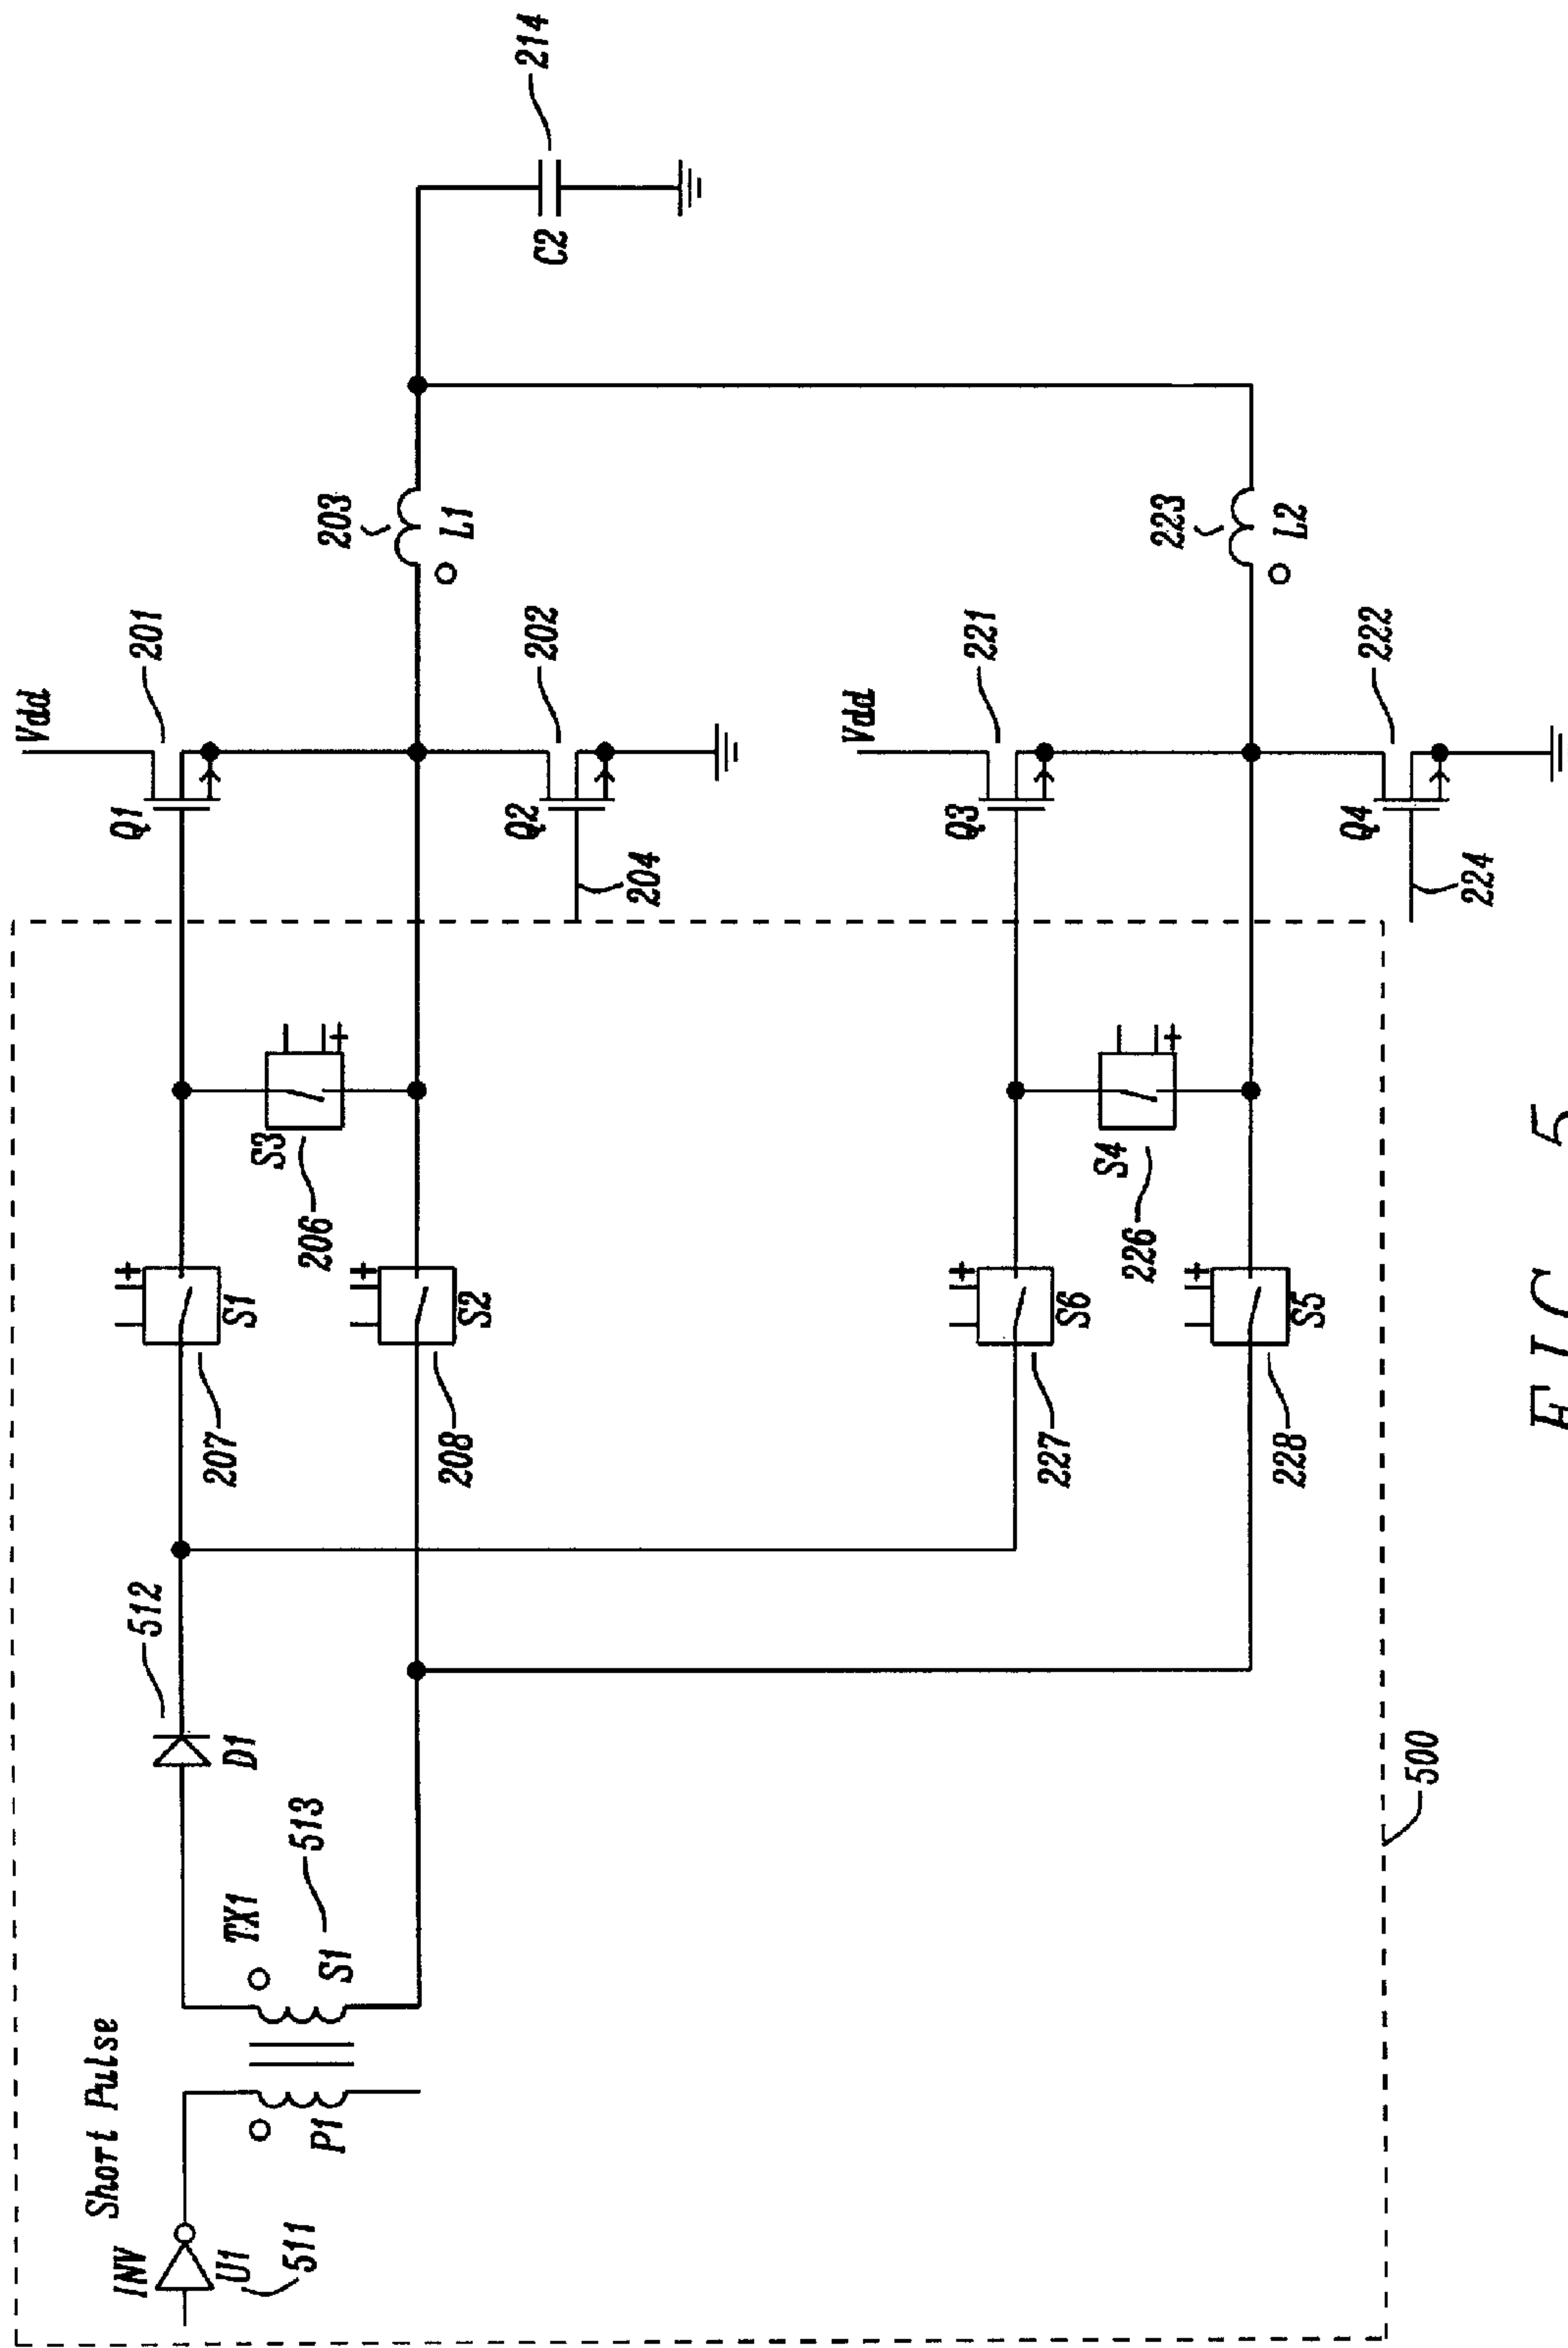 Vdd
201
Q1
203
L1
214
C2
202
Q2
204
Vdd
221
Q3
223
L2
222
Q4
224
S3
206
S1
207
S2
208
S4
226
S6
227
S5
228
512
D1
TX1
513
S1
P1
Short Pulse
INV
U1
511
500
FIG. 5